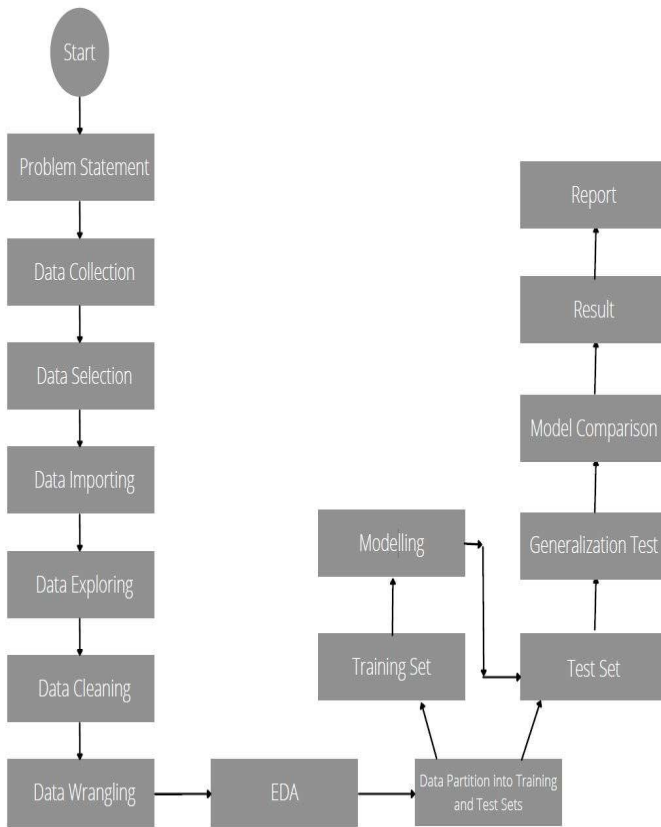 Start
Problem Statement
Data Collection
Data Selection
Data Importing
Data Exploring
Data Cleaning
Data Wrangling
EDA
Data Partition into Training
and Test Sets
Training Set
Modelling
Test Set
Generalization Test
Model Comparison
Result
Report